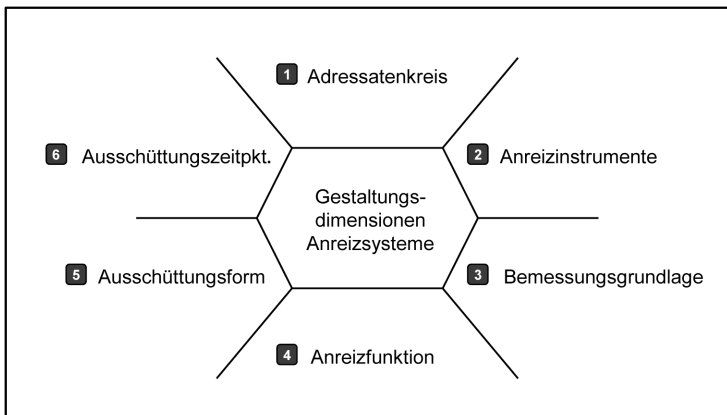 1 Adressatenkreis
6 Ausschüttungszeitpkt.
2 Anreizinstrumente
Gestaltungs-
dimensionen
Anreizsysteme
5 Ausschüttungsform
3 Bemessungsgrundlage
4 Anreizfunktion